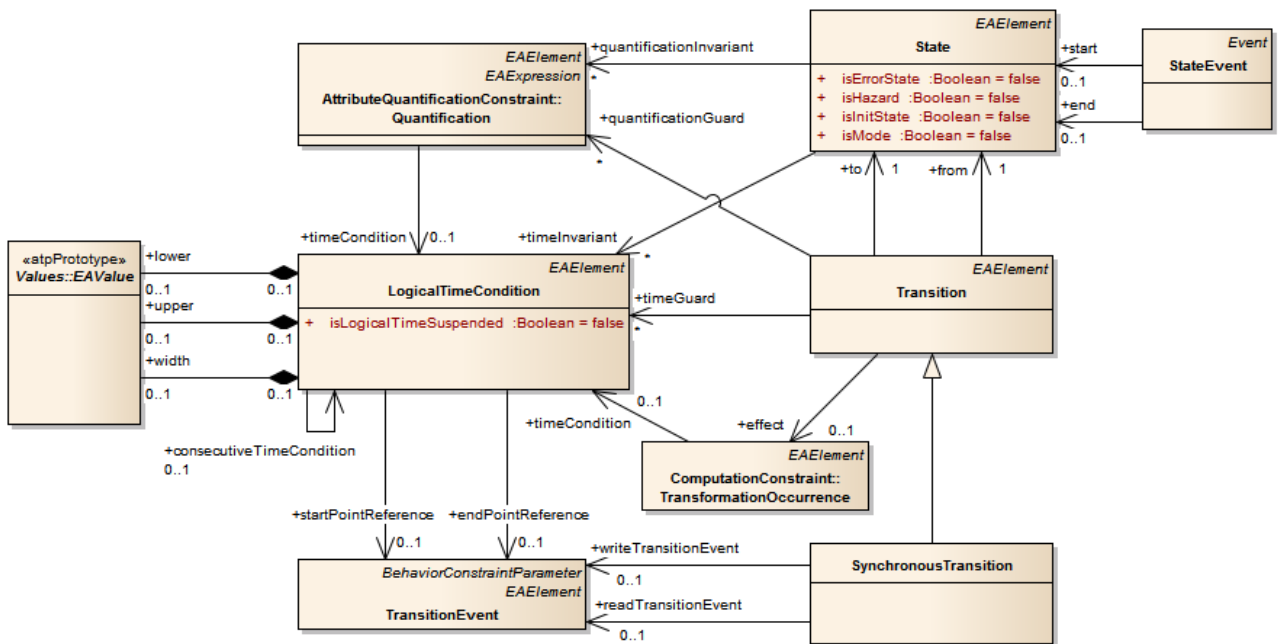 EAElement
EAExpression
AttributeQuantificationConstraint::
Quantification
+quantificationInvariant
*
+quantificationGuard
*
EAElement
State
+ isErrorState :Boolean = false
+ isHazard :Boolean = false
+ isInitState :Boolean = false
+ isMode :Boolean = false
+start
0..1
+end
0..1
Event
StateEvent
+to
1
+from
1
+timeCondition
0..1
+timeInvariant
*
«atpPrototype»
Values::EAValue
+lower
0..1
0..1
+upper
0..1
0..1
+width
0..1
0..1
EAElement
LogicalTimeCondition
+ isLogicalTimeSuspended :Boolean = false
+timeGuard
*
EAElement
Transition
+consecutiveTimeCondition
0..1
0..1
+timeCondition
+effect
0..1
EAElement
ComputationConstraint::
TransformationOccurrence
+startPointReference
0..1
+endPointReference
0..1
BehaviorConstraintParameter
EAElement
TransitionEvent
+writeTransitionEvent
0..1
+readTransitionEvent
0..1
SynchronousTransition